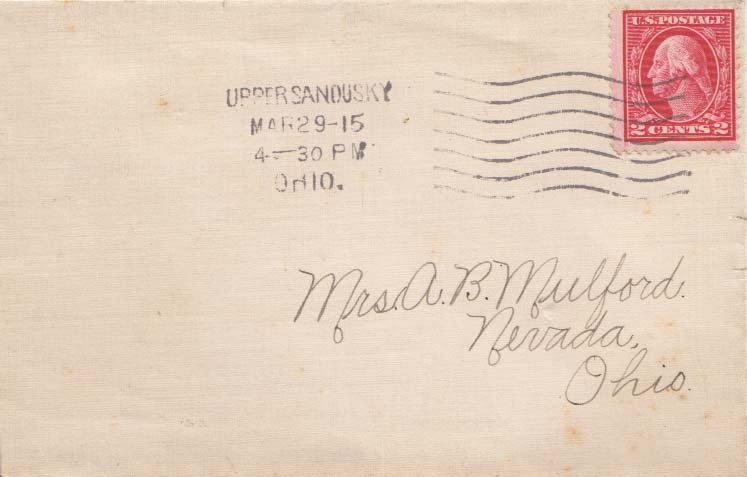 U.S. POSTAGE
2 CENTS 2
UPPER SANDUSKY
MAR 29-15
4-30 PM
OHIO.
Mrs. A. B. Mulford.
Nevada,
Ohio.